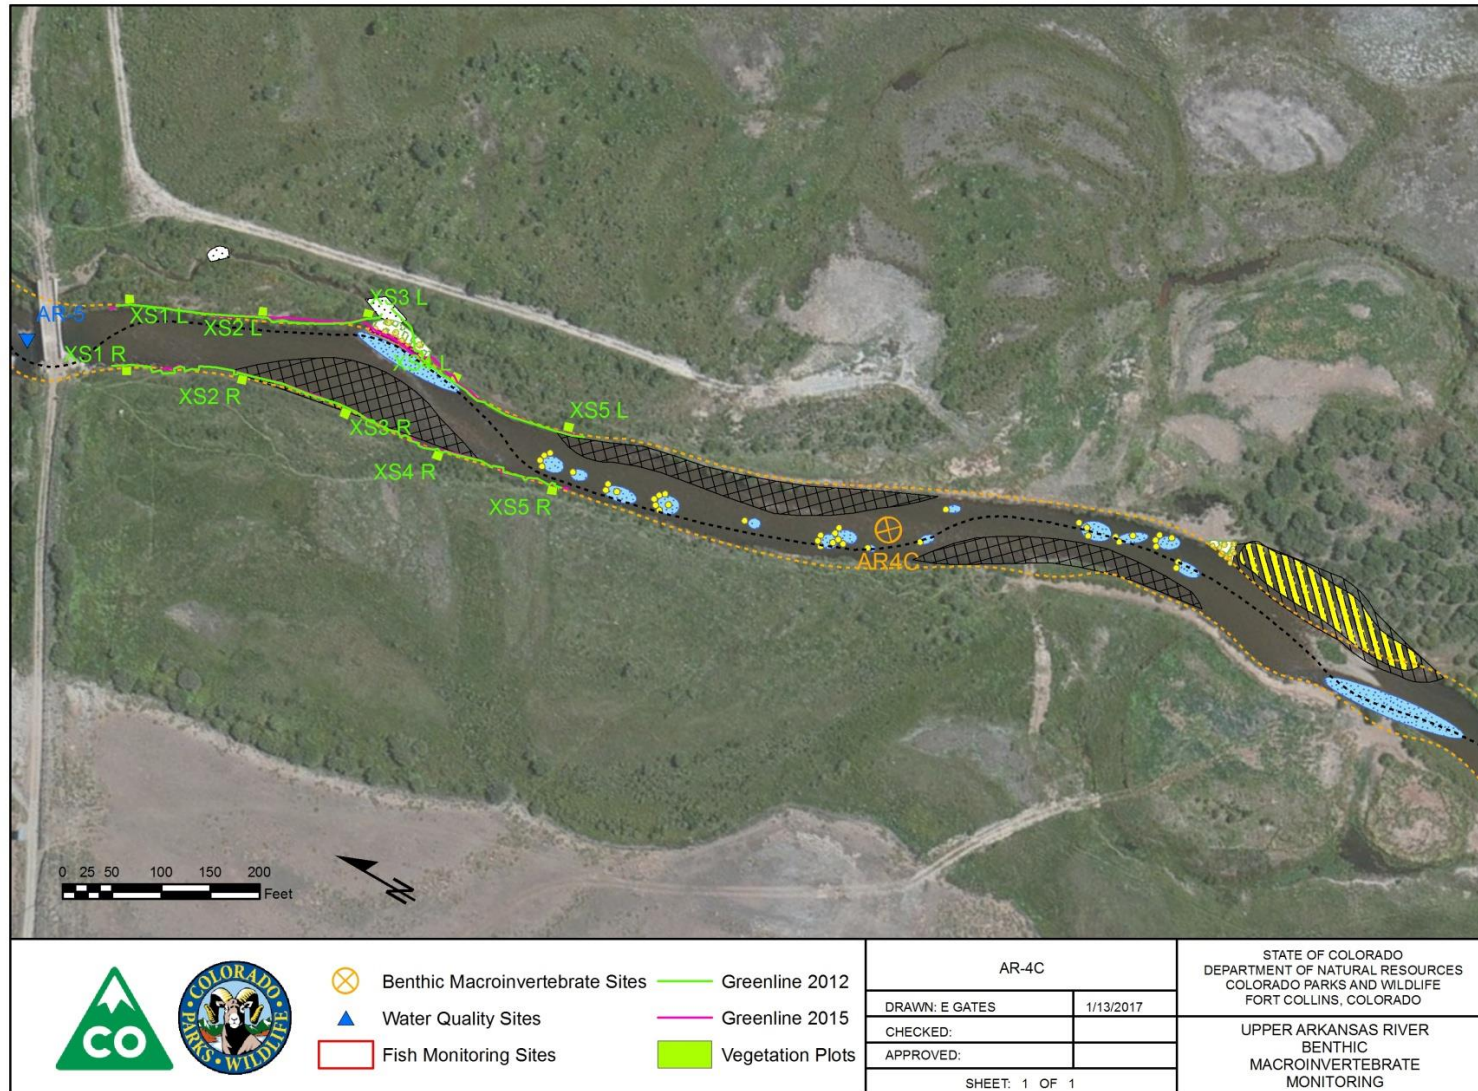 AR-5
XS1 L
XS2 L
XS3 L
XS1 R
XS2 R
XS3 R
XS4 R
XS5 L
XS5 R
AR4C
0 25 50 100 150 200
Feet
N
CO
COLORADO
PARKS • WILDLIFE
Benthic Macroinvertebrate Sites
Water Quality Sites
Fish Monitoring Sites
Greenline 2012
Greenline 2015
Vegetation Plots
AR-4C
DRAWN: E GATES 1/13/2017
CHECKED:
APPROVED:
SHEET: 1 OF 1
STATE OF COLORADO
DEPARTMENT OF NATURAL RESOURCES
COLORADO PARKS AND WILDLIFE
FORT COLLINS, COLORADO
UPPER ARKANSAS RIVER
BENTHIC
MACROINVERTEBRATE
MONITORING